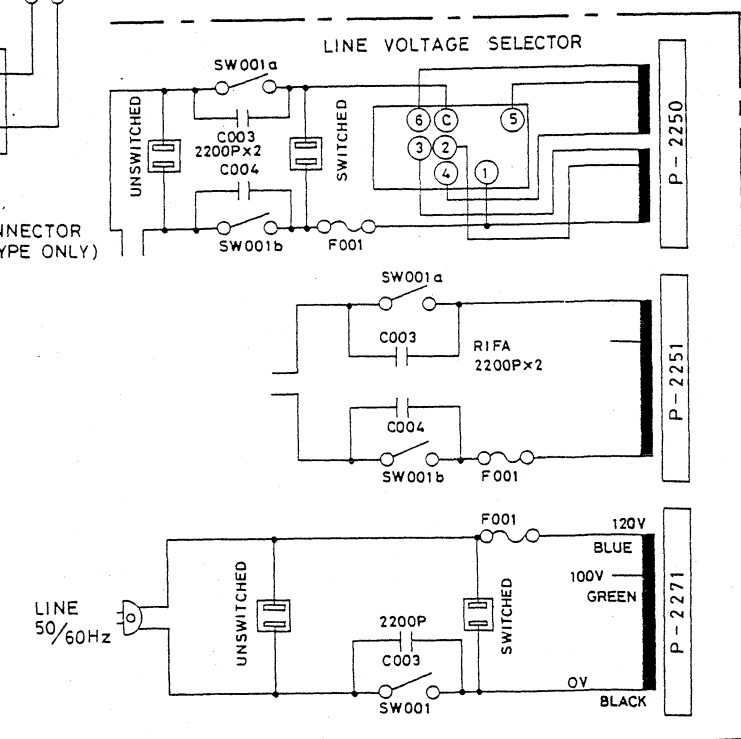 LINE VOLTAGE SELECTOR
SW001a
UNSWITCHED
C003
2200P×2
C004
SWITCHED
SW001b
F001
6
C
5
3
2
4
1
P-2250
NNECTOR
YPE ONLY)
SW001a
C003
RIFA
2200P×2
C004
SW001b
F001
P-2251
F001
120V
BLUE
100V
GREEN
LINE
50/60Hz
UNSWITCHED
2200P
C003
SWITCHED
SW001
0V
BLACK
P-2271